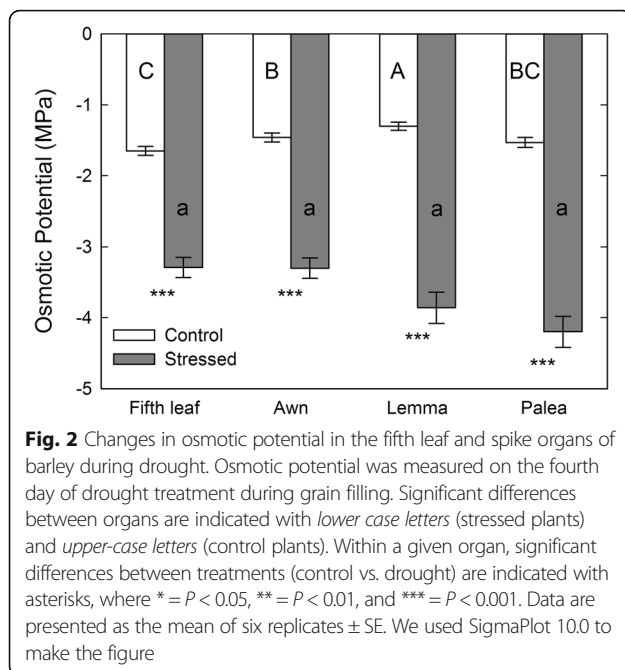 0
-1
-2
-3
-4
-5
Osmotic Potential (MPa)
C B A BC
a a a a
*** *** *** ***
Control
Stressed
Fifth leaf Awn Lemma Palea
Fig. 2 Changes in osmotic potential in the fifth leaf and spike organs of
barley during drought. Osmotic potential was measured on the fourth
day of drought treatment during grain filling. Significant differences
between organs are indicated with lower case letters (stressed plants)
and upper-case letters (control plants). Within a given organ, significant
differences between treatments (control vs. drought) are indicated with
asterisks, where * = P < 0.05, ** = P < 0.01, and *** = P < 0.001. Data are
presented as the mean of six replicates ± SE. We used SigmaPlot 10.0 to
make the figure